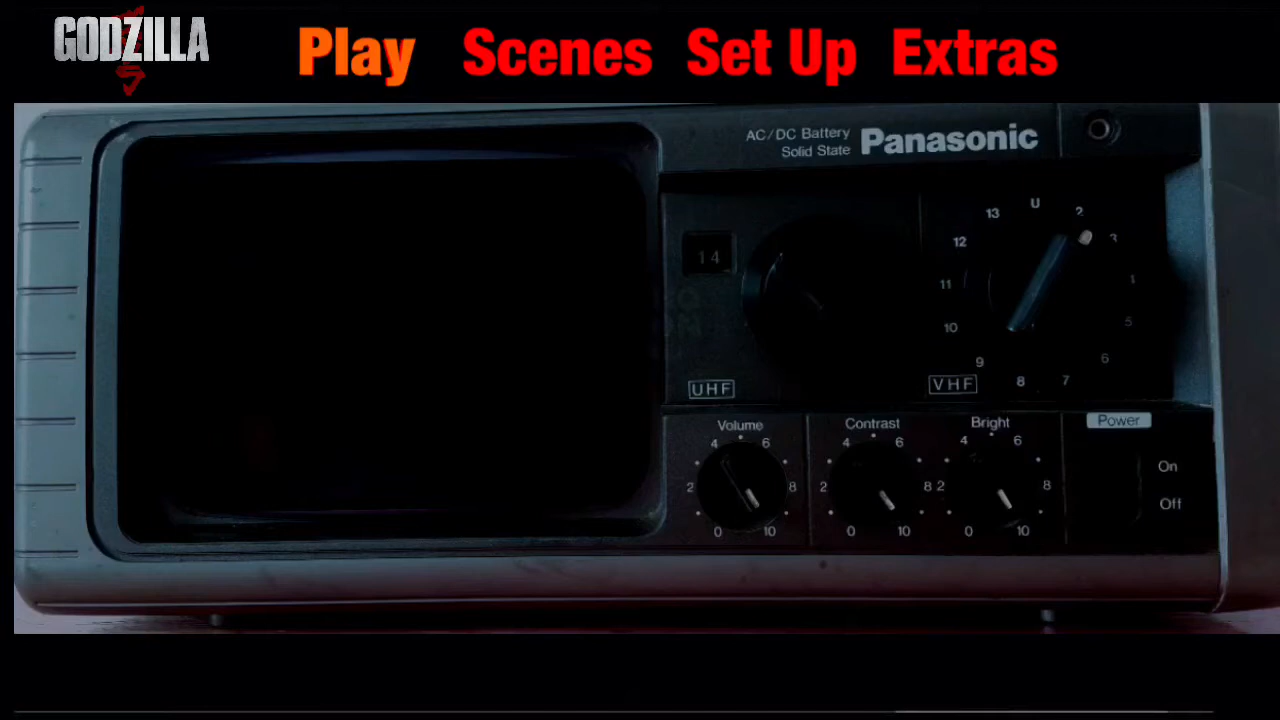 GODZILLA
Play Scenes Set Up Extras
AC/DC Battery
Solid State
Panasonic
14
U
2
3
4
5
6
7
8
9
10
11
12
13
UHF
VHF
Volume
0 2 4 6 8 10
Contrast
0 2 4 6 8 10
Bright
0 2 4 6 8 10
Power
On
Off